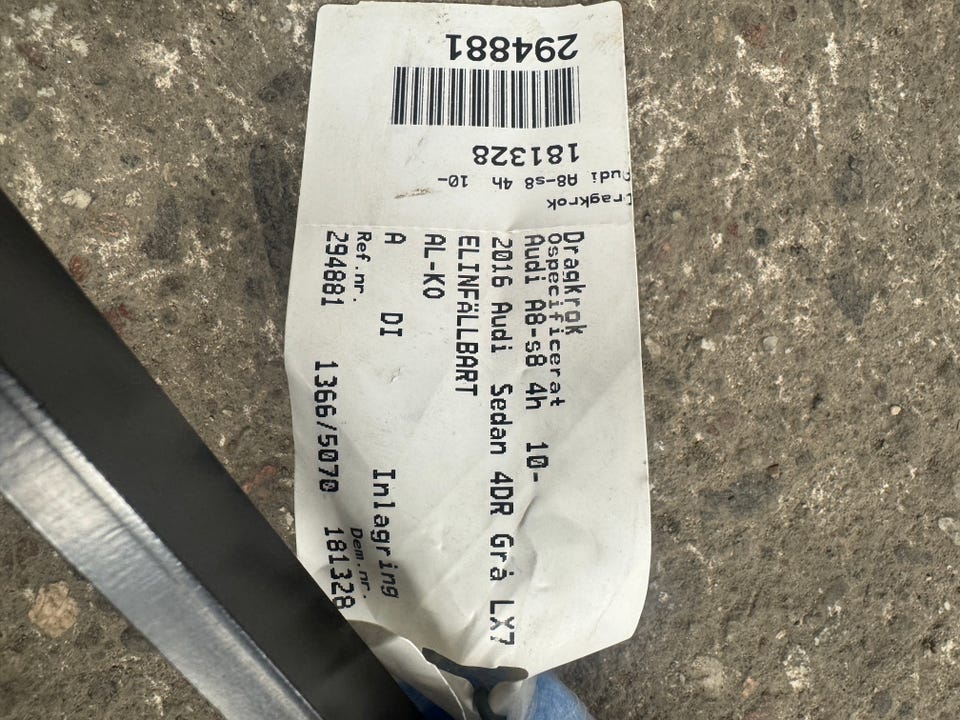 294881
181328
Audi A8-s8 4h 10-
Dragkrok
Dragkrok
Ospecificerat
Audi A8-s8 4h 10-
2016 Audi Sedan 4DR Grå LX7
ELINFÄLLBART
AL-KO
A DI Inlagring
Ref.nr. Dem.nr.
294881 1366/5070 181328